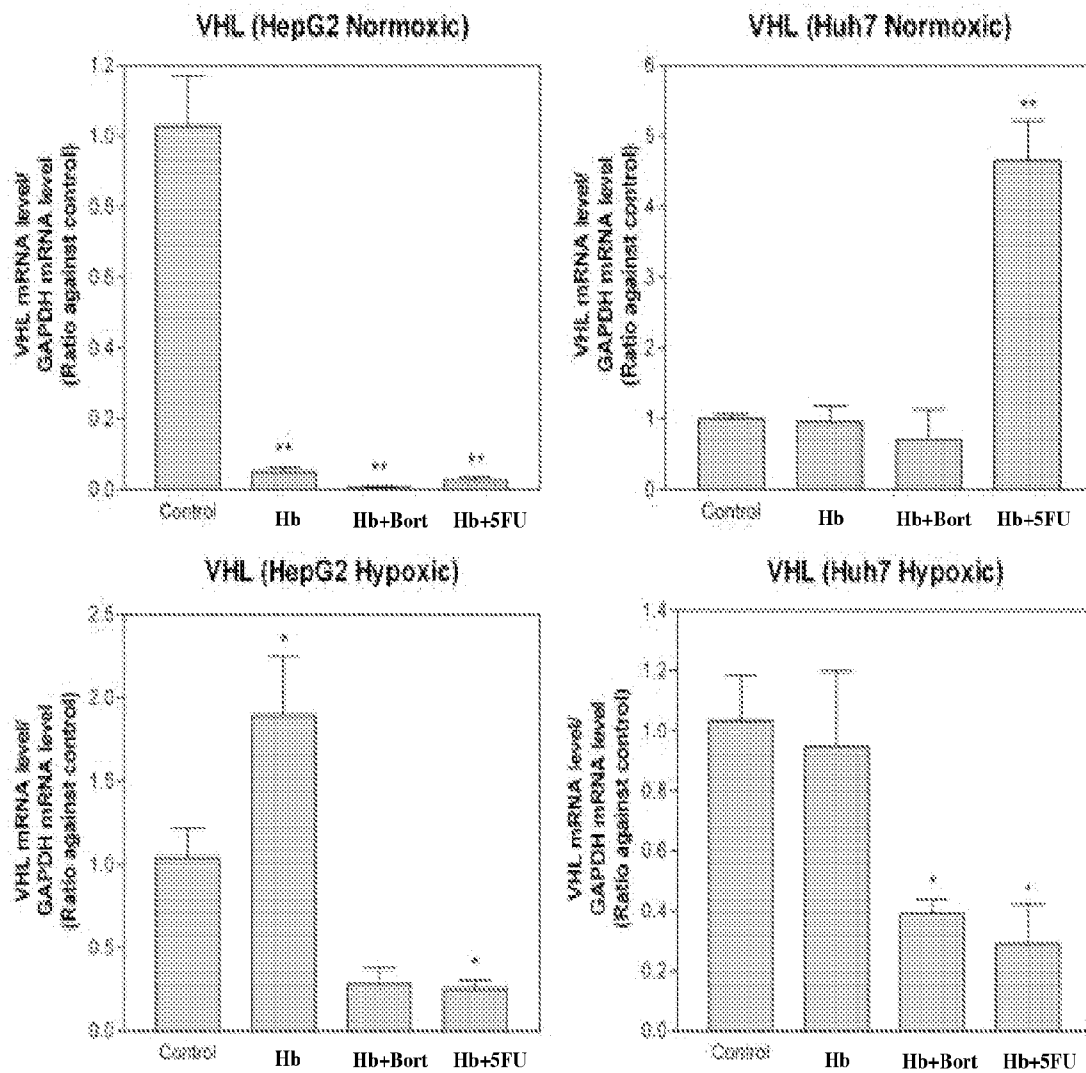 VHL (HepG2 Normoxic)
VHL mRNA level/
GAPDH mRNA level
(Ratio against control)
1.2
1.0
0.8
0.6
0.4
0.2
0.0
**
**
**
Control
Hb
Hb+Bort
Hb+5FU
VHL (Huh7 Normoxic)
VHL mRNA level/
GAPDH mRNA level
(Ratio against control)
6
5
4
3
2
1
0
**
Control
Hb
Hb+Bort
Hb+5FU
VHL (HepG2 Hypoxic)
VHL mRNA level/
GAPDH mRNA level
(Ratio against control)
2.5
2.0
1.5
1.0
0.5
0.0
*
*
Control
Hb
Hb+Bort
Hb+5FU
VHL (Huh7 Hypoxic)
VHL mRNA level/
GAPDH mRNA level
(Ratio against control)
1.4
1.2
1.0
0.8
0.6
0.4
0.2
0.0
*
*
Control
Hb
Hb+Bort
Hb+5FU